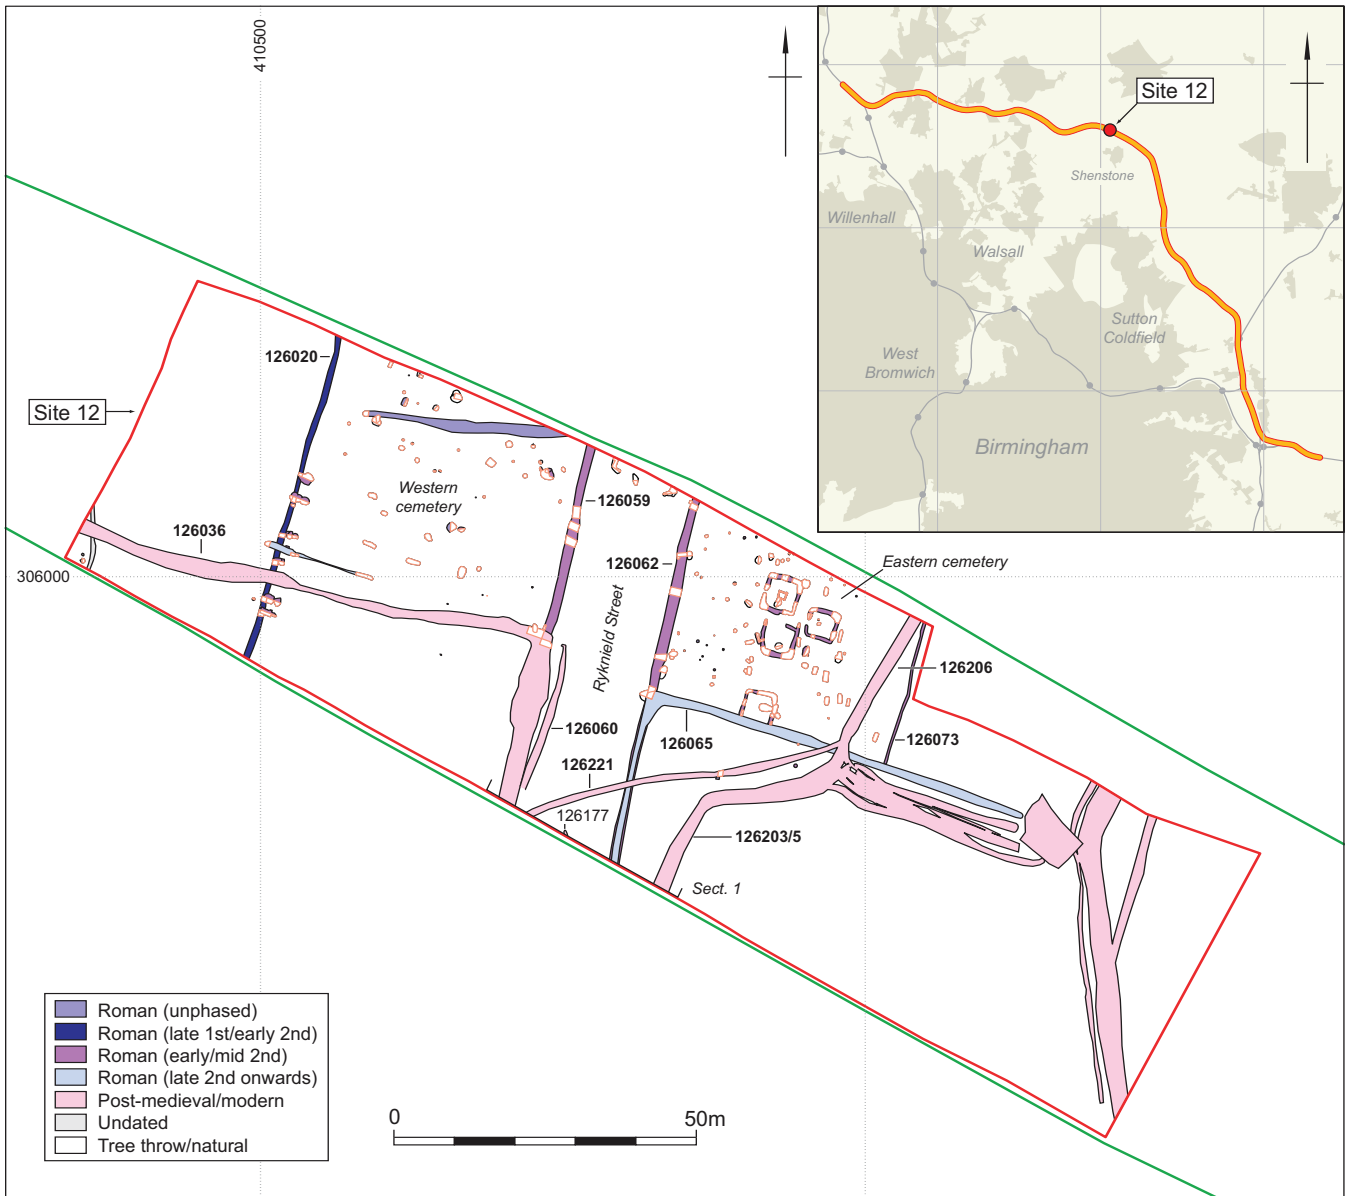 410500
Site 12
Shenstone
Willenhall
Walsall
Sutton
Coldfield
West
Bromwich
Birmingham
126020
Site 12
Western
cemetery
126059
126036
126062
Eastern cemetery
306000
Ryknield Street
126206
126060
126065
126073
126221
126177
126203/5
Sect. 1
Roman (unphased)
Roman (late 1st/early 2nd)
Roman (early/mid 2nd)
Roman (late 2nd onwards)
Post-medieval/modern
Undated
Tree throw/natural
0
50m